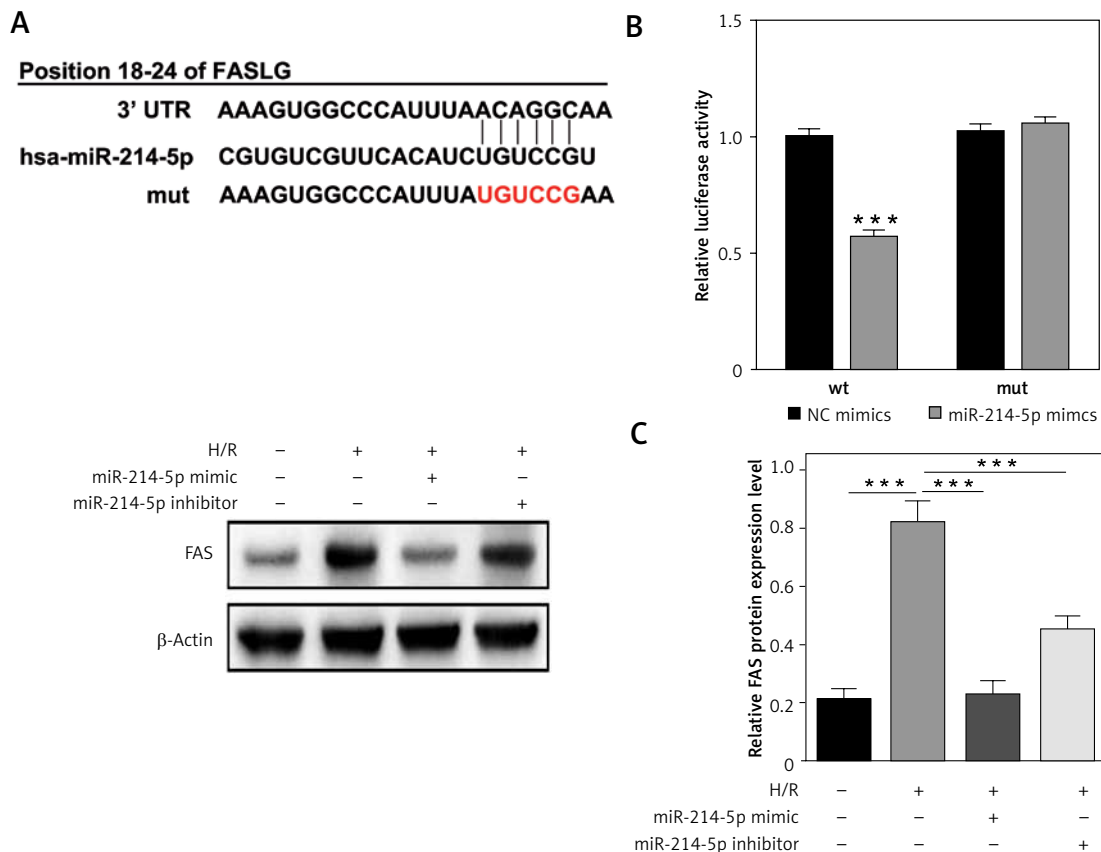 A
Position 18-24 of FASLG
3' UTR AAAGUGGCCCAUUUAACAGGCAA
hsa-miR-214-5p CGUGUCGUUCACAUCUGUCCGU
mut AAAGUGGCCCAUUUAUGUCCGAA
B
Relative luciferase activity
1.5
1.0
0.5
0
***
wt mut
NC mimics miR-214-5p mimcs
H/R – + + +
miR-214-5p mimic – – + –
miR-214-5p inhibitor – – – +
FAS
β-Actin
C
Relative FAS protein expression level
1.0
0.8
0.6
0.4
0.2
0
***
*** ***
H/R – + + +
miR-214-5p mimic – – + –
miR-214-5p inhibitor – – – +